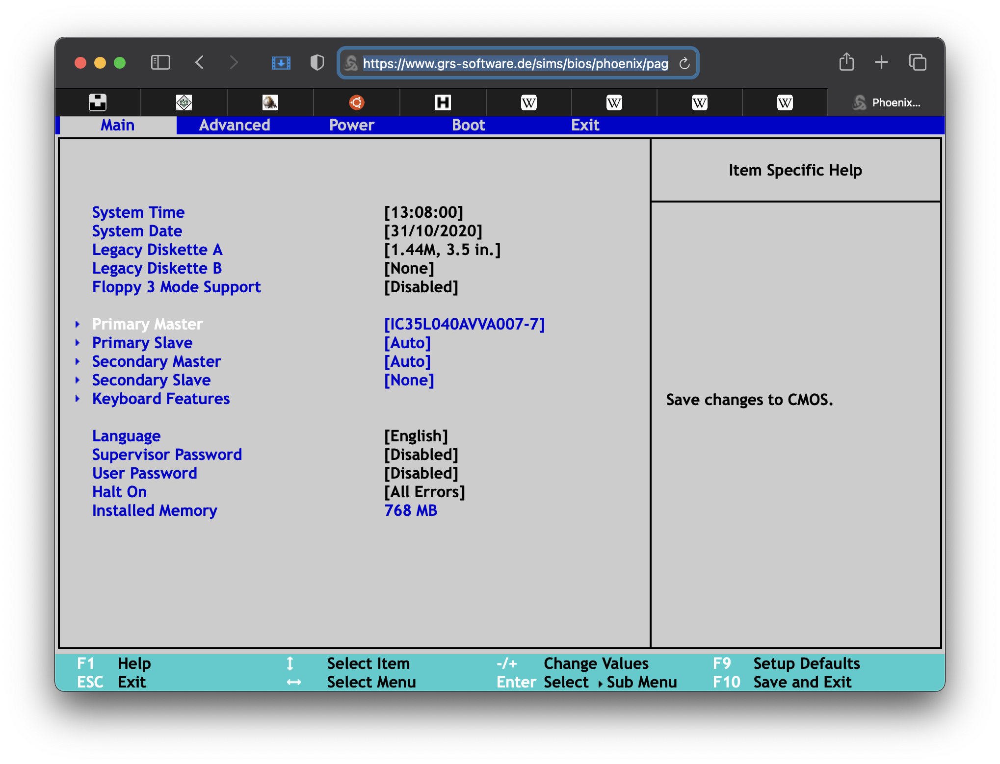 https://www.grs-software.de/sims/bios/phoenix/pag
H W W W W Phoenix...
Main Advanced Power Boot Exit
Item Specific Help
System Time [13:08:00]
System Date [31/10/2020]
Legacy Diskette A [1.44M, 3.5 in.]
Legacy Diskette B [None]
Floppy 3 Mode Support [Disabled]
Primary Master [IC35L040AVVA007-7]
Primary Slave [Auto]
Secondary Master [Auto]
Secondary Slave [None]
Keyboard Features
Save changes to CMOS.
Language [English]
Supervisor Password [Disabled]
User Password [Disabled]
Halt On [All Errors]
Installed Memory 768 MB
F1 Help ↕ Select Item -/+ Change Values F9 Setup Defaults
ESC Exit ↔ Select Menu Enter Select ▸ Sub Menu F10 Save and Exit